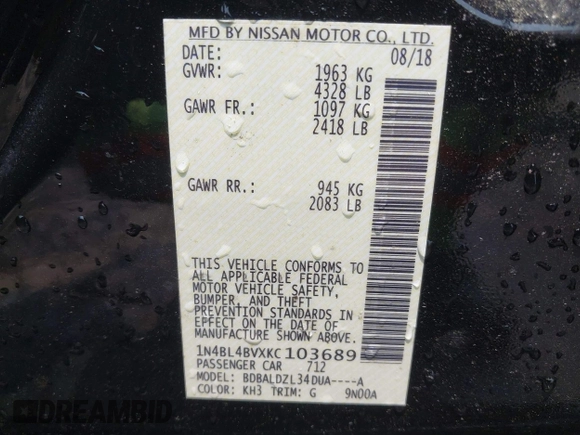 MFD BY NISSAN MOTOR CO., LTD.
DATE: 08/18
GVWR: 1963 KG
4328 LB
GAWR FR.: 1097 KG
2418 LB
GAWR RR.: 945 KG
2083 LB
THIS VEHICLE CONFORMS TO
ALL APPLICABLE FEDERAL
MOTOR VEHICLE SAFETY,
BUMPER, AND THEFT
PREVENTION STANDARDS IN
EFFECT ON THE DATE OF
MANUFACTURE SHOWN ABOVE.
1N4BL4BVXKC103689
PASSENGER CAR 712
MODEL: BDBALDZL34DUA----A
COLOR: KH3 TRIM: G 9N00A
DREAMBID